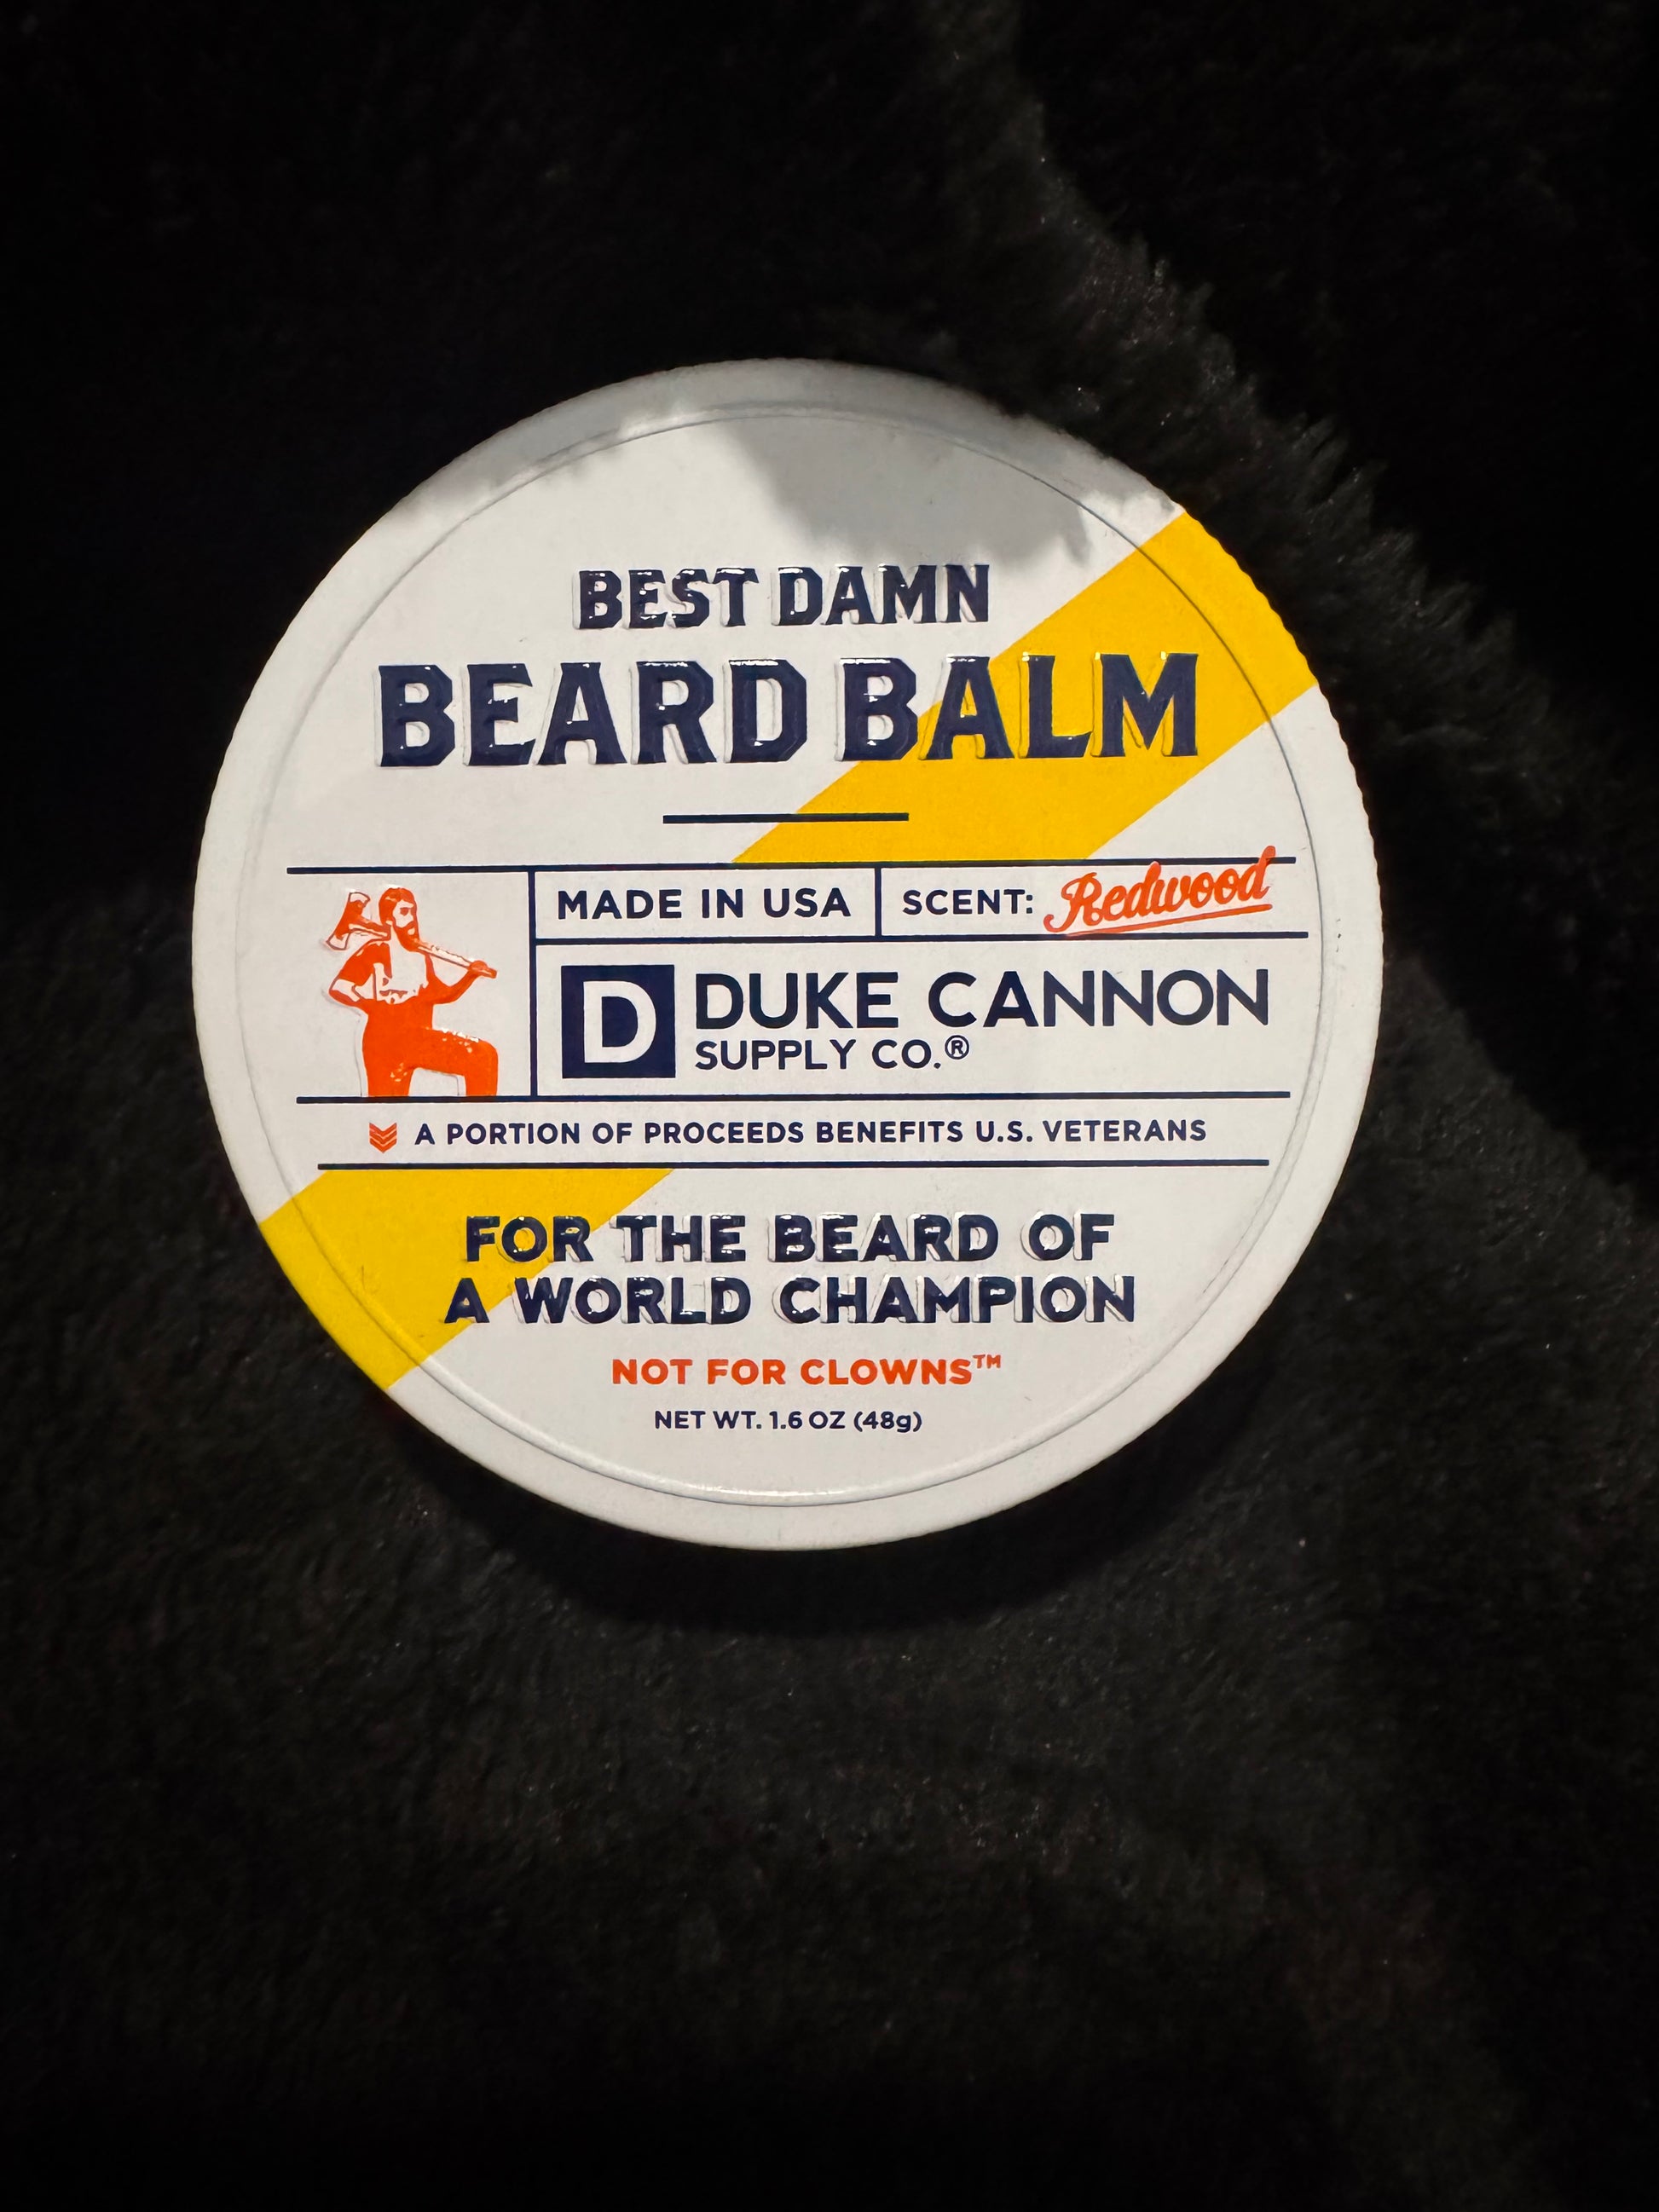 BEST DAMN
BEARD BALM
MADE IN USA
SCENT: Redwood
D
DUKE CANNON
SUPPLY CO.®
A PORTION OF PROCEEDS BENEFITS U.S. VETERANS
FOR THE BEARD OF
A WORLD CHAMPION
NOT FOR CLOWNS™
NET WT. 1.6 OZ (48g)